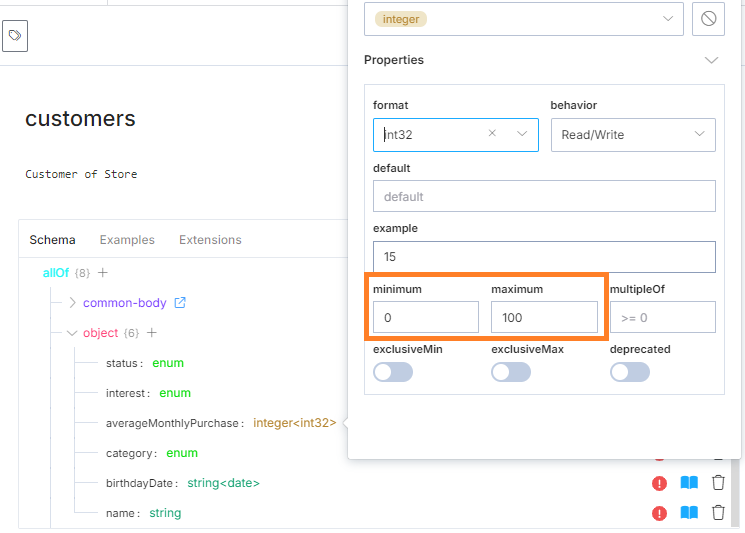 integer
Properties
format behavior
int32 Read/Write
default
default
example
15
minimum maximum multipleOf
0 100 >= 0
exclusiveMin exclusiveMax deprecated
customers
Customer of Store
Schema Examples Extensions
allOf {8} +
common-body
object {6} +
status: enum
interest: enum
averageMonthlyPurchase: integer<int32>
category: enum
birthdayDate: string<date>
name: string